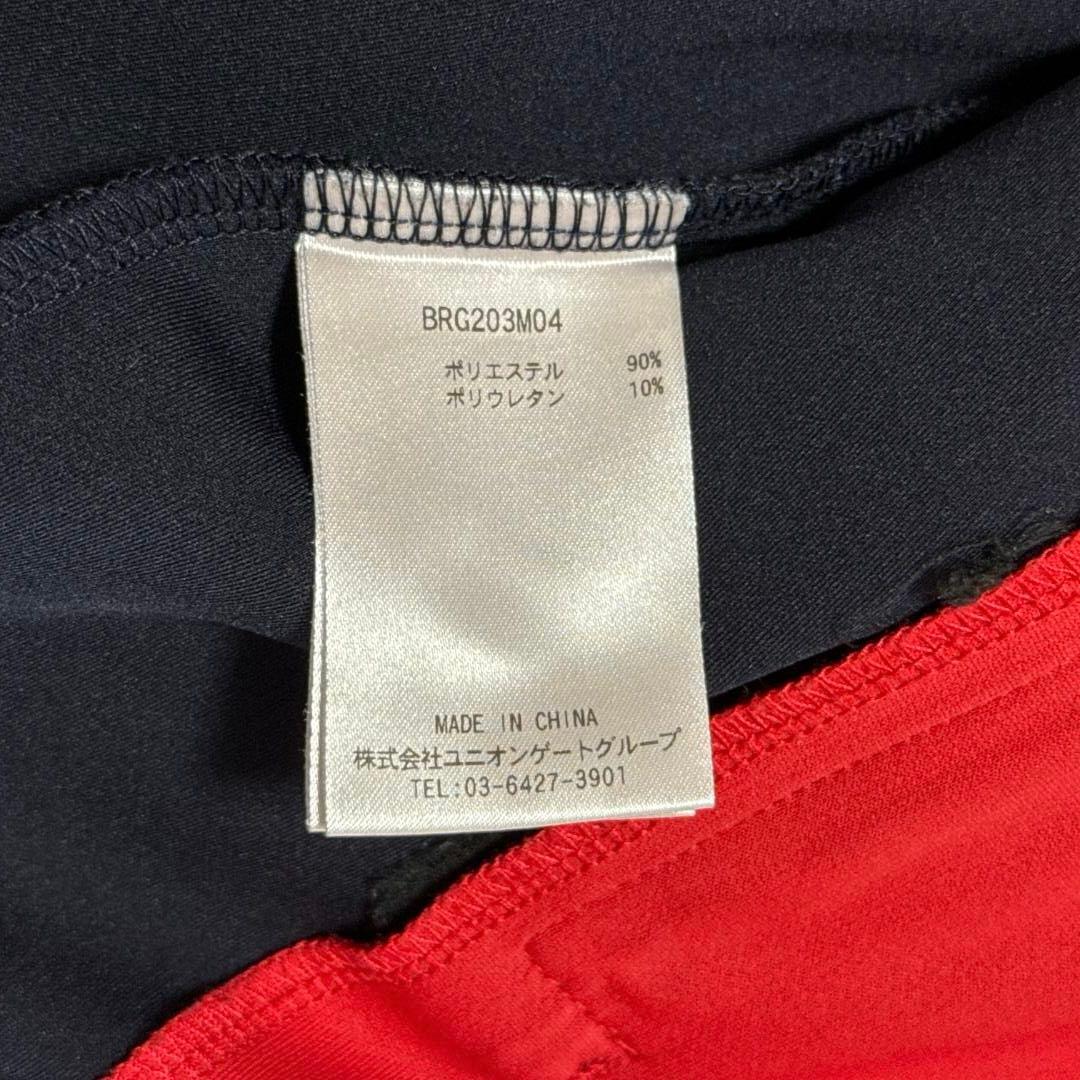 BRG203M04
ポリエステル 90%
ポリウレタン 10%
MADE IN CHINA
株式会社ユニオンゲートグループ
TEL:03-6427-3901